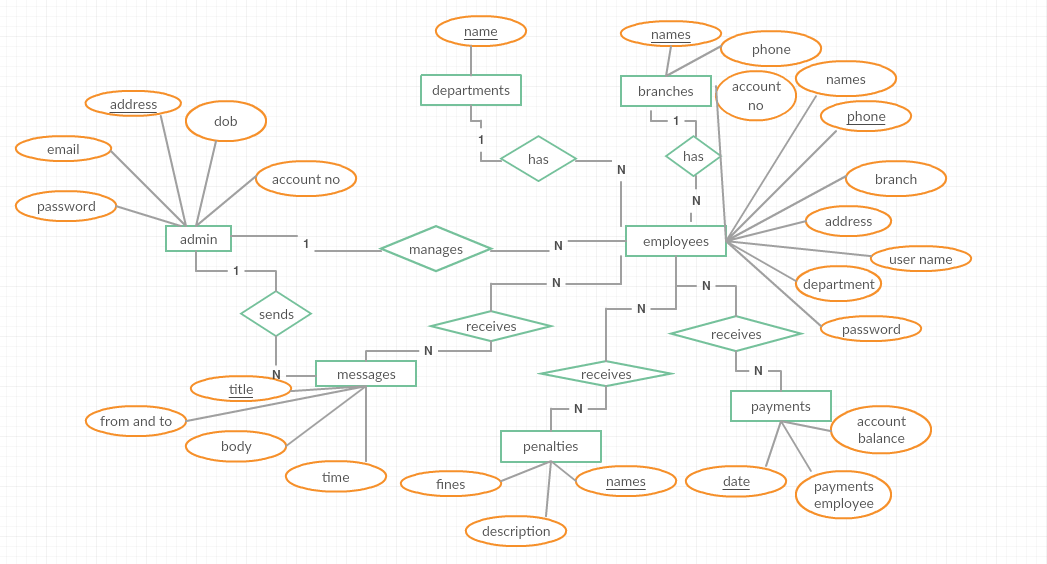 name
names
phone
departments
branches
account
no
names
phone
address
dob
email
account no
password
1
has
N
1
has
N
branch
address
user name
department
password
admin
1
manages
N
employees
1
sends
N
N
receives
N
messages
N
receives
N
N
receives
N
title
from and to
body
time
payments
account
balance
date
payments
employee
penalties
fines
names
description